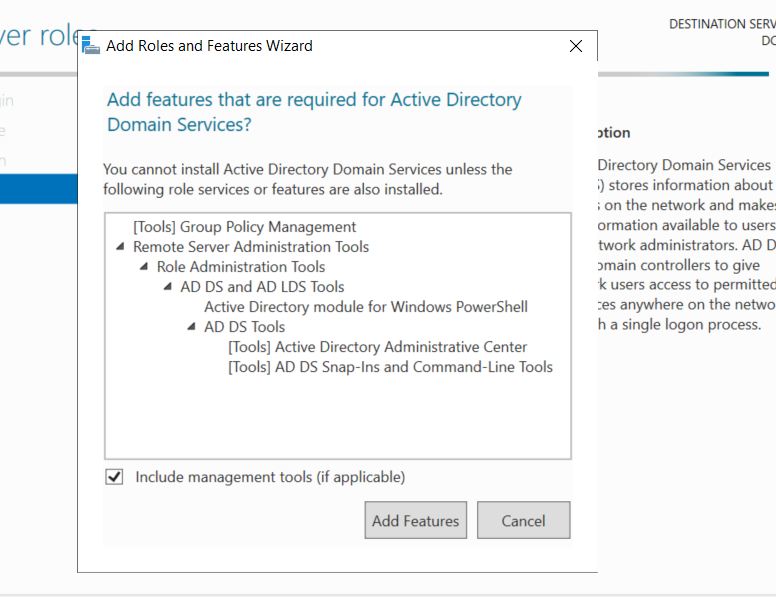 ver role
DESTINATION SERV
DC
Add Roles and Features Wizard
Add features that are required for Active Directory
Domain Services?
You cannot install Active Directory Domain Services unless the
following role services or features are also installed.
[Tools] Group Policy Management
Remote Server Administration Tools
Role Administration Tools
AD DS and AD LDS Tools
Active Directory module for Windows PowerShell
AD DS Tools
[Tools] Active Directory Administrative Center
[Tools] AD DS Snap-Ins and Command-Line Tools
Include management tools (if applicable)
Add Features
Cancel
ption
Directory Domain Services
) stores information about
s on the network and makes
ormation available to users
twork administrators. AD D
omain controllers to give
k users access to permitted
ces anywhere on the netwo
h a single logon process.